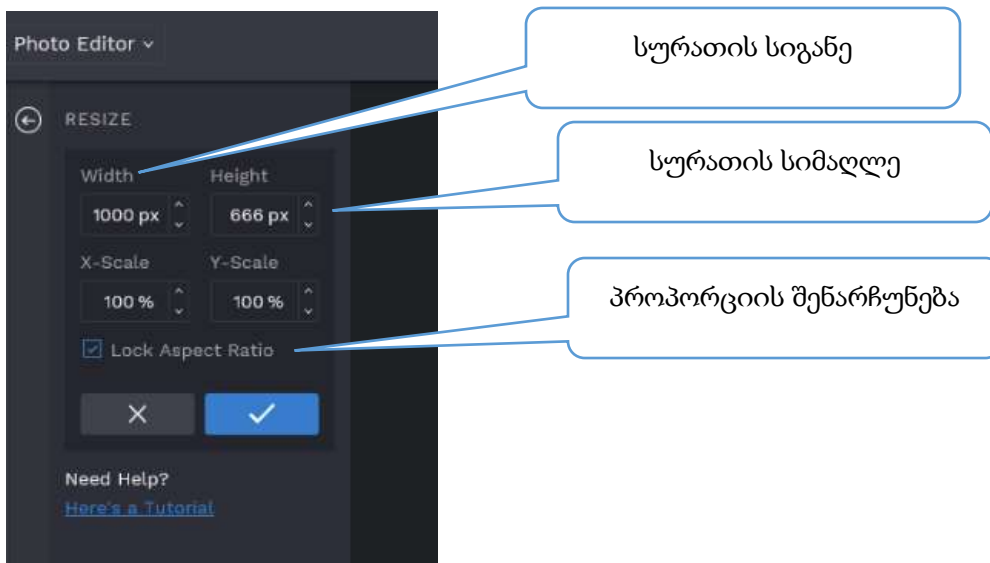 Photo Editor
სურათის სიგანე
RESIZE
Width Height
სურათის სიმაღლე
1000 px 666 px
X-Scale Y-Scale
100 % 100 %
პროპორციის შენარჩუნება
Lock Aspect Ratio
Need Help?
Here's a Tutorial